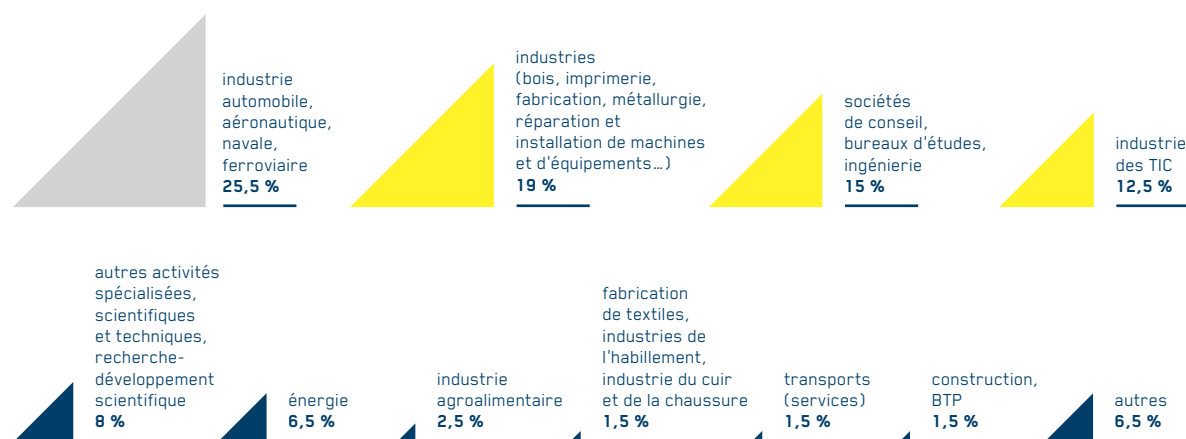 industrie
automobile,
aéronautique,
navale,
ferroviaire
25,5 %
industries
(bois, imprimerie,
fabrication, métallurgie,
réparation et
installation de machines
et d'équipements…)
19 %
sociétés
de conseil,
bureaux d'études,
ingénierie
15 %
industrie
des TIC
12,5 %
autres activités
spécialisées,
scientifiques
et techniques,
recherche-
développement
scientifique
8 %
énergie
6,5 %
industrie
agroalimentaire
2,5 %
fabrication
de textiles,
industries de
l'habillement,
industrie du cuir
et de la chaussure
1,5 %
transports
(services)
1,5 %
construction,
BTP
1,5 %
autres
6,5 %